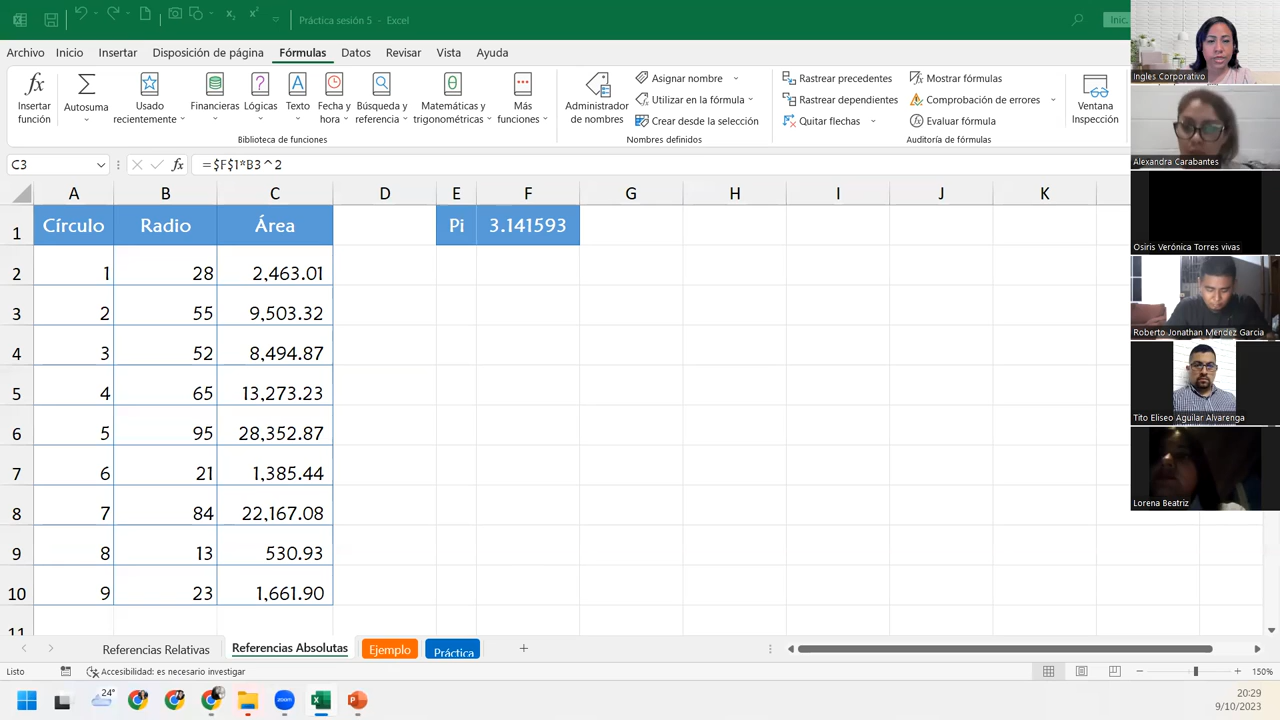 Práctica sesión 5 - Excel
Inic
Archivo Inicio Insertar Disposición de página Fórmulas Datos Revisar Vista Ayuda
Insertar función
Autosuma
Usado recientemente
Financieras
Lógicas
Texto
Fecha y hora
Búsqueda y referencia
Matemáticas y trigonométricas
Más funciones
Biblioteca de funciones
Administrador de nombres
Asignar nombre
Utilizar en la fórmula
Crear desde la selección
Nombres definidos
Rastrear precedentes
Rastrear dependientes
Quitar flechas
Mostrar fórmulas
Comprobación de errores
Evaluar fórmula
Auditoría de fórmulas
Ventana Inspección
C3 fx =$F$1*B3^2
A B C D E F G H I J K
1 Círculo Radio Área Pi 3.141593
2 1 28 2,463.01
3 2 55 9,503.32
4 3 52 8,494.87
5 4 65 13,273.23
6 5 95 28,352.87
7 6 21 1,385.44
8 7 84 22,167.08
9 8 13 530.93
10 9 23 1,661.90
11
Referencias Relativas Referencias Absolutas Ejemplo Práctica
Listo Accesibilidad: es necesario investigar 150%
24°
zoom
20:29
9/10/2023
Ingles Corporativo
Alexandra Carabantes
Osiris Verónica Torres vivas
Roberto Jonathan Mendez Garcia
Tito Eliseo Aguilar Alvarenga
Lorena Beatriz